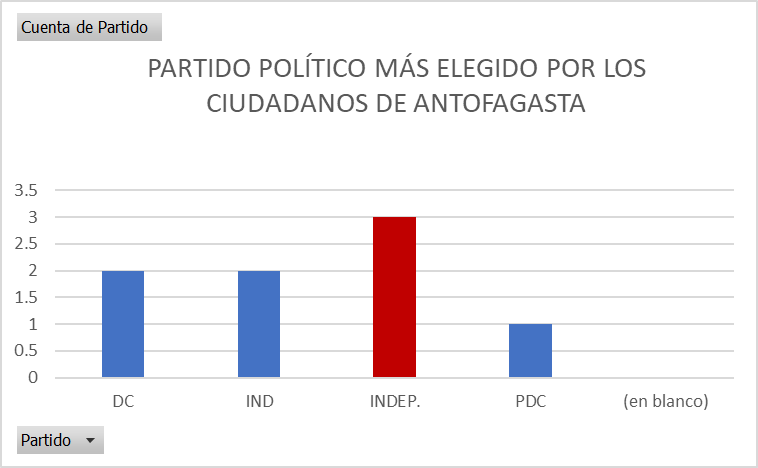 Cuenta de Partido
PARTIDO POLÍTICO MÁS ELEGIDO POR LOS
CIUDADANOS DE ANTOFAGASTA
3.5
3
2.5
2
1.5
1
0.5
0
DC IND INDEP. PDC (en blanco)
Partido